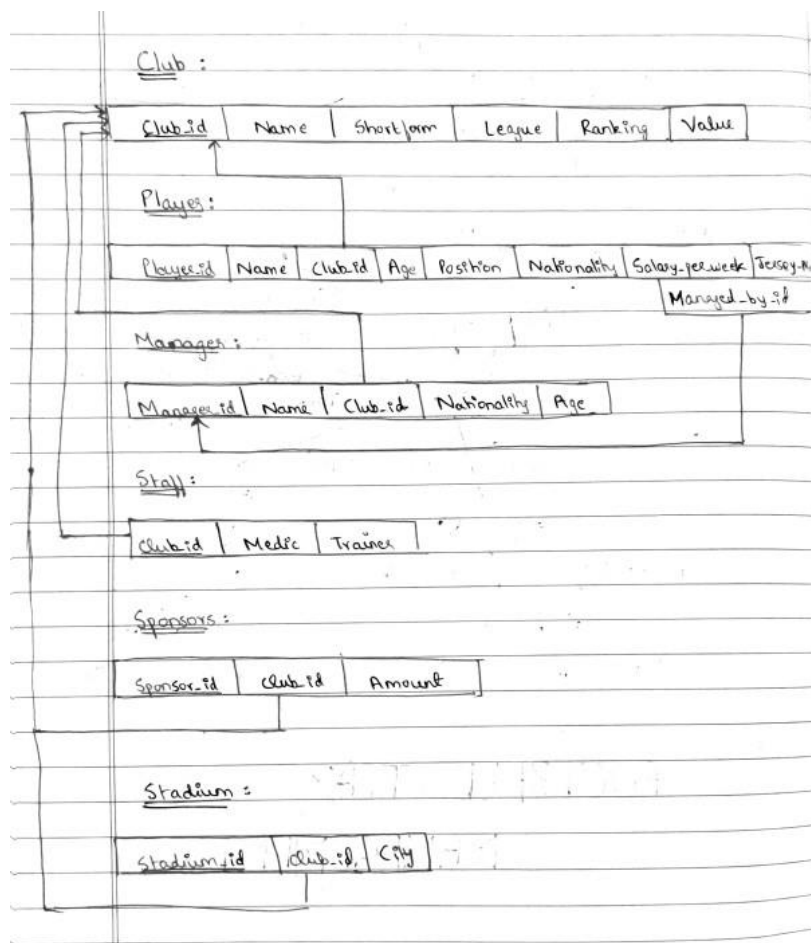 Club :
Club_id Name Shortform League Ranking Value
Player :
Player_id Name Club_id Age Position Nationality Salary_per_week
Managed_by_id
Manager :
Manager_id Name Club_id Nationality Age
Staff :
Club_id Medic Trainer
Sponsors :
Sponsor_id Club_id Amount
Stadium :
Stadium_id Club_id City